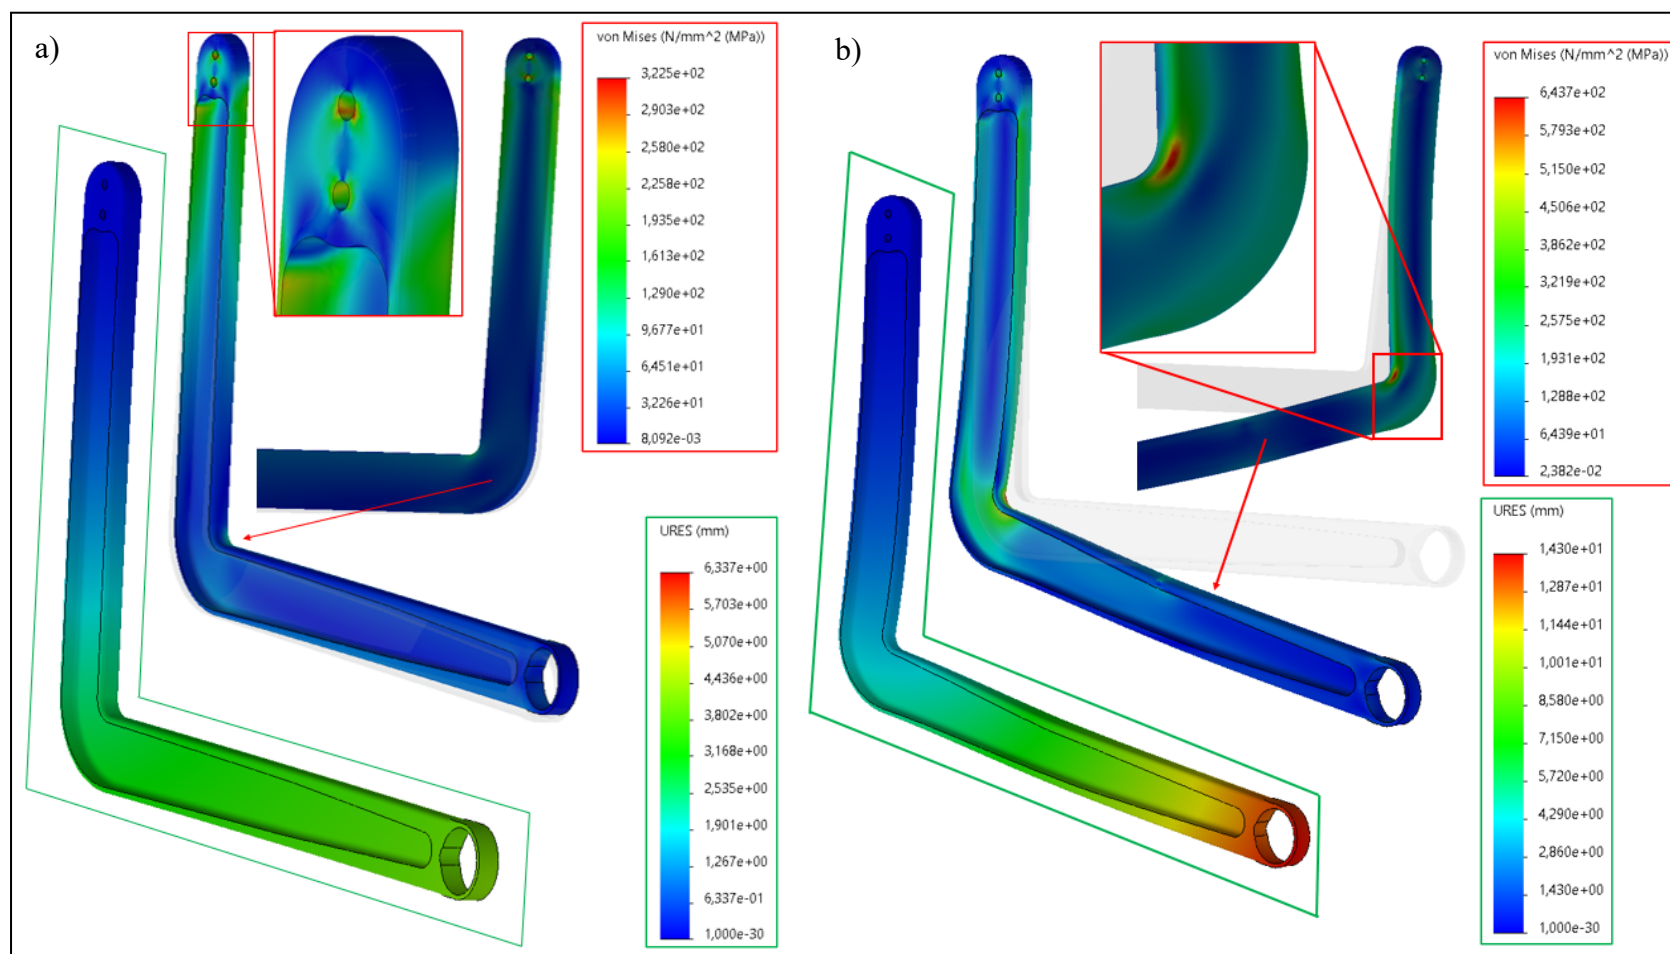 a)
von Mises (N/mm^2 (MPa))
3,225e+02
2,903e+02
2,580e+02
2,258e+02
1,935e+02
1,613e+02
1,290e+02
9,677e+01
6,451e+01
3,226e+01
8,092e-03
URES (mm)
6,337e+00
5,703e+00
5,070e+00
4,436e+00
3,802e+00
3,168e+00
2,535e+00
1,901e+00
1,267e+00
6,337e-01
1,000e-30
b)
von Mises (N/mm^2 (MPa))
6,437e+02
5,793e+02
5,150e+02
4,506e+02
3,862e+02
3,219e+02
2,575e+02
1,931e+02
1,288e+02
6,439e+01
2,382e-02
URES (mm)
1,430e+01
1,287e+01
1,144e+01
1,001e+01
8,580e+00
7,150e+00
5,720e+00
4,290e+00
2,860e+00
1,430e+00
1,000e-30